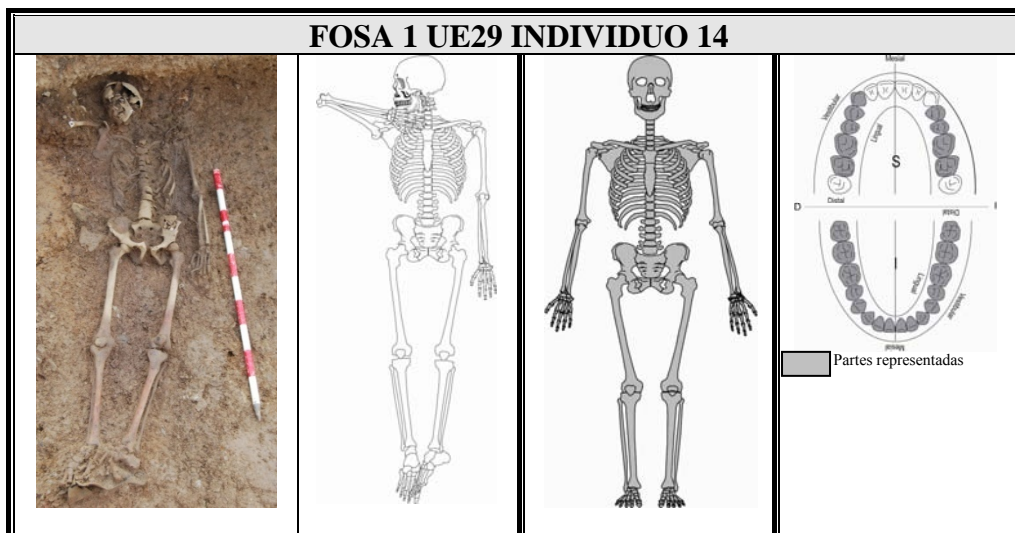 FOSA 1 UE29 INDIVIDUO 14
Mesial
Vestibular
Lingual
S
Distal
D
I
Distal
I
Lingual
Vestibular
Mesial
Partes representadas